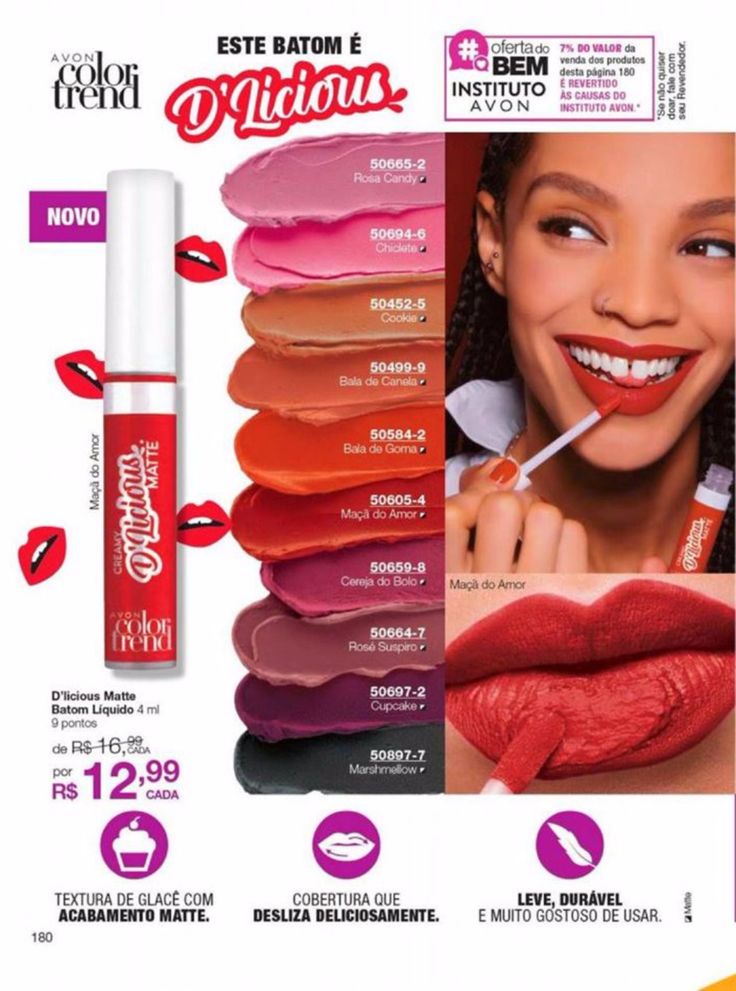 AVON
color
trend
ESTE BATOM É
D'Licious
#
oferta do
BEM
INSTITUTO
AVON
7% DO VALOR da
venda dos produtos
desta página 180
É REVERTIDO
ÀS CAUSAS DO
INSTITUTO AVON.*
*Se não quiser
doar, fale com
seu Revendedor.
NOVO
50665-2
Rosa Candy
50694-6
Chiclete
50452-5
Cookie
50499-9
Bala de Canela
50584-2
Bala de Goma
50605-4
Maçã do Amor
50659-8
Cereja do Bolo
50664-7
Rosé Suspiro
50697-2
Cupcake
50897-7
Marshmellow
Maçã do Amor
CREAMY
D'Licious
MATTE
AVON
color
trend
CREAMY
D'Licious
MATTE
Maçã do Amor
D'licious Matte
Batom Líquido 4 ml
9 pontos
de R$ 16,99
CADA
por
R$ 12,99
CADA
TEXTURA DE GLACÊ COM
ACABAMENTO MATTE.
COBERTURA QUE
DESLIZA DELICIOSAMENTE.
LEVE, DURÁVEL
E MUITO GOSTOSO DE USAR.
Matte
180